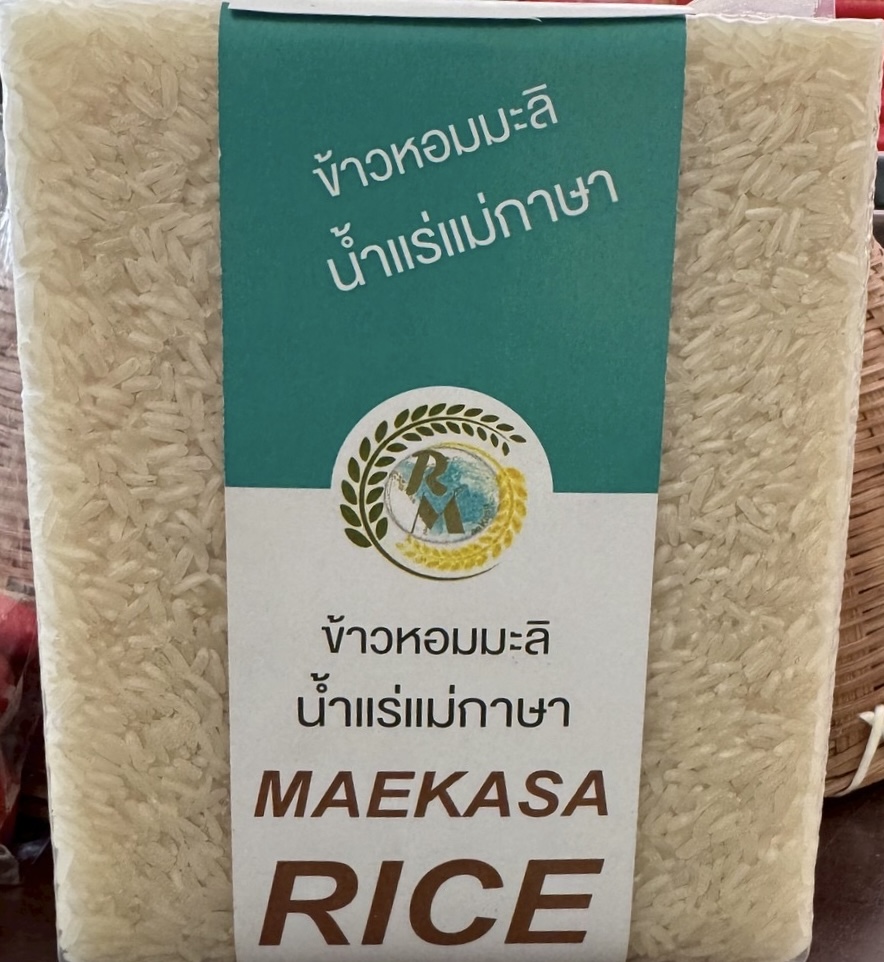 ข้าวหอมมะลิ
น้ำแร่แม่กาษา
RM
ข้าวหอมมะลิ
น้ำแร่แม่กาษา
MAEKASA
RICE